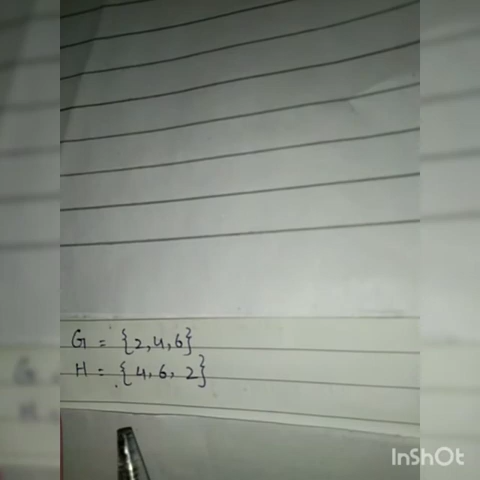 G = {2,4,6}
H = {4,6,2}
InShOt